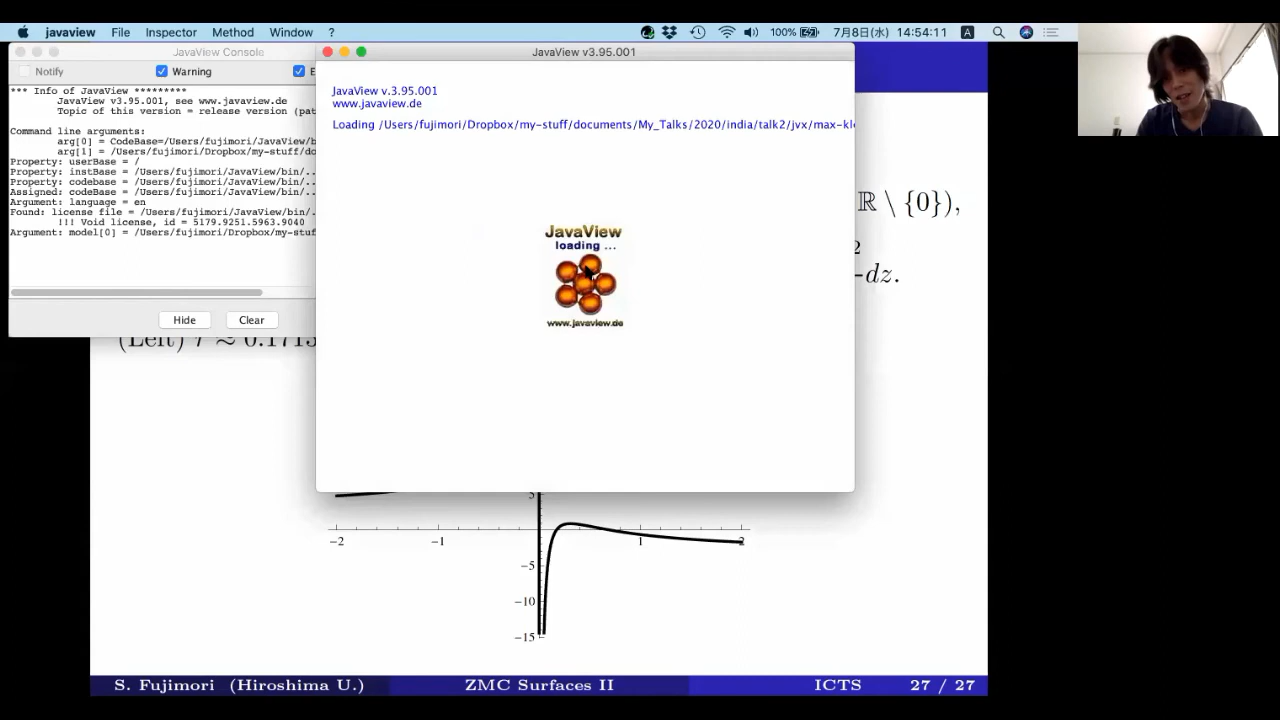 javaview File Inspector Method Window ? 100% 7月8日(水) 14:54:11 A
JavaView Console
Notify Warning
*** Info of JavaView *********
JavaView v3.95.001, see www.javaview.de
Topic of this version = release version (pat
Command line arguments:
arg[0] = CodeBase=/Users/fujimori/JavaView/b
arg[1] = /Users/fujimori/Dropbox/my-stuff/do
Property: userBase = /
Property: instBase = /Users/fujimori/JavaView/bin/..
Property: codebase = /Users/fujimori/JavaView/bin/..
Assigned: codeBase = /Users/fujimori/JavaView/bin/..
Argument: language = en
Found: license file = /Users/fujimori/JavaView/bin/.
!!! Void license, id = 5179.9251.5963.9040
Argument: model[0] = /Users/fujimori/Dropbox/my-stuf
Hide Clear
JavaView v3.95.001
JavaView v.3.95.001
www.javaview.de
Loading /Users/fujimori/Dropbox/my-stuff/documents/My_Talks/2020/india/talk2/jvx/max-kl
JavaView
loading ...
www.javaview.de
ℝ \ {0}),
2
-dz.
(Left) r ≈ 0.1715
5
-2 -1 1 2
-5
-10
-15
S. Fujimori (Hiroshima U.) ZMC Surfaces II ICTS 27 / 27